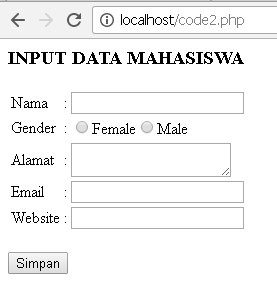 localhost/code2.php
INPUT DATA MAHASISWA
Nama :
Gender : Female Male
Alamat :
Email :
Website :
Simpan